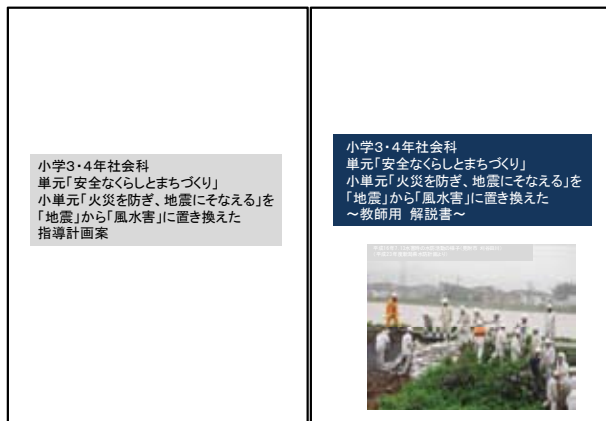 小学3・4年社会科
単元「安全なくらしとまちづくり」
小単元「火災を防ぎ、地震にそなえる」を
「地震」から「風水害」に置き換えた
指導計画案
小学3・4年社会科
単元「安全なくらしとまちづくり」
小単元「火災を防ぎ、地震にそなえる」を
「地震」から「風水害」に置き換えた
~教師用 解説書~